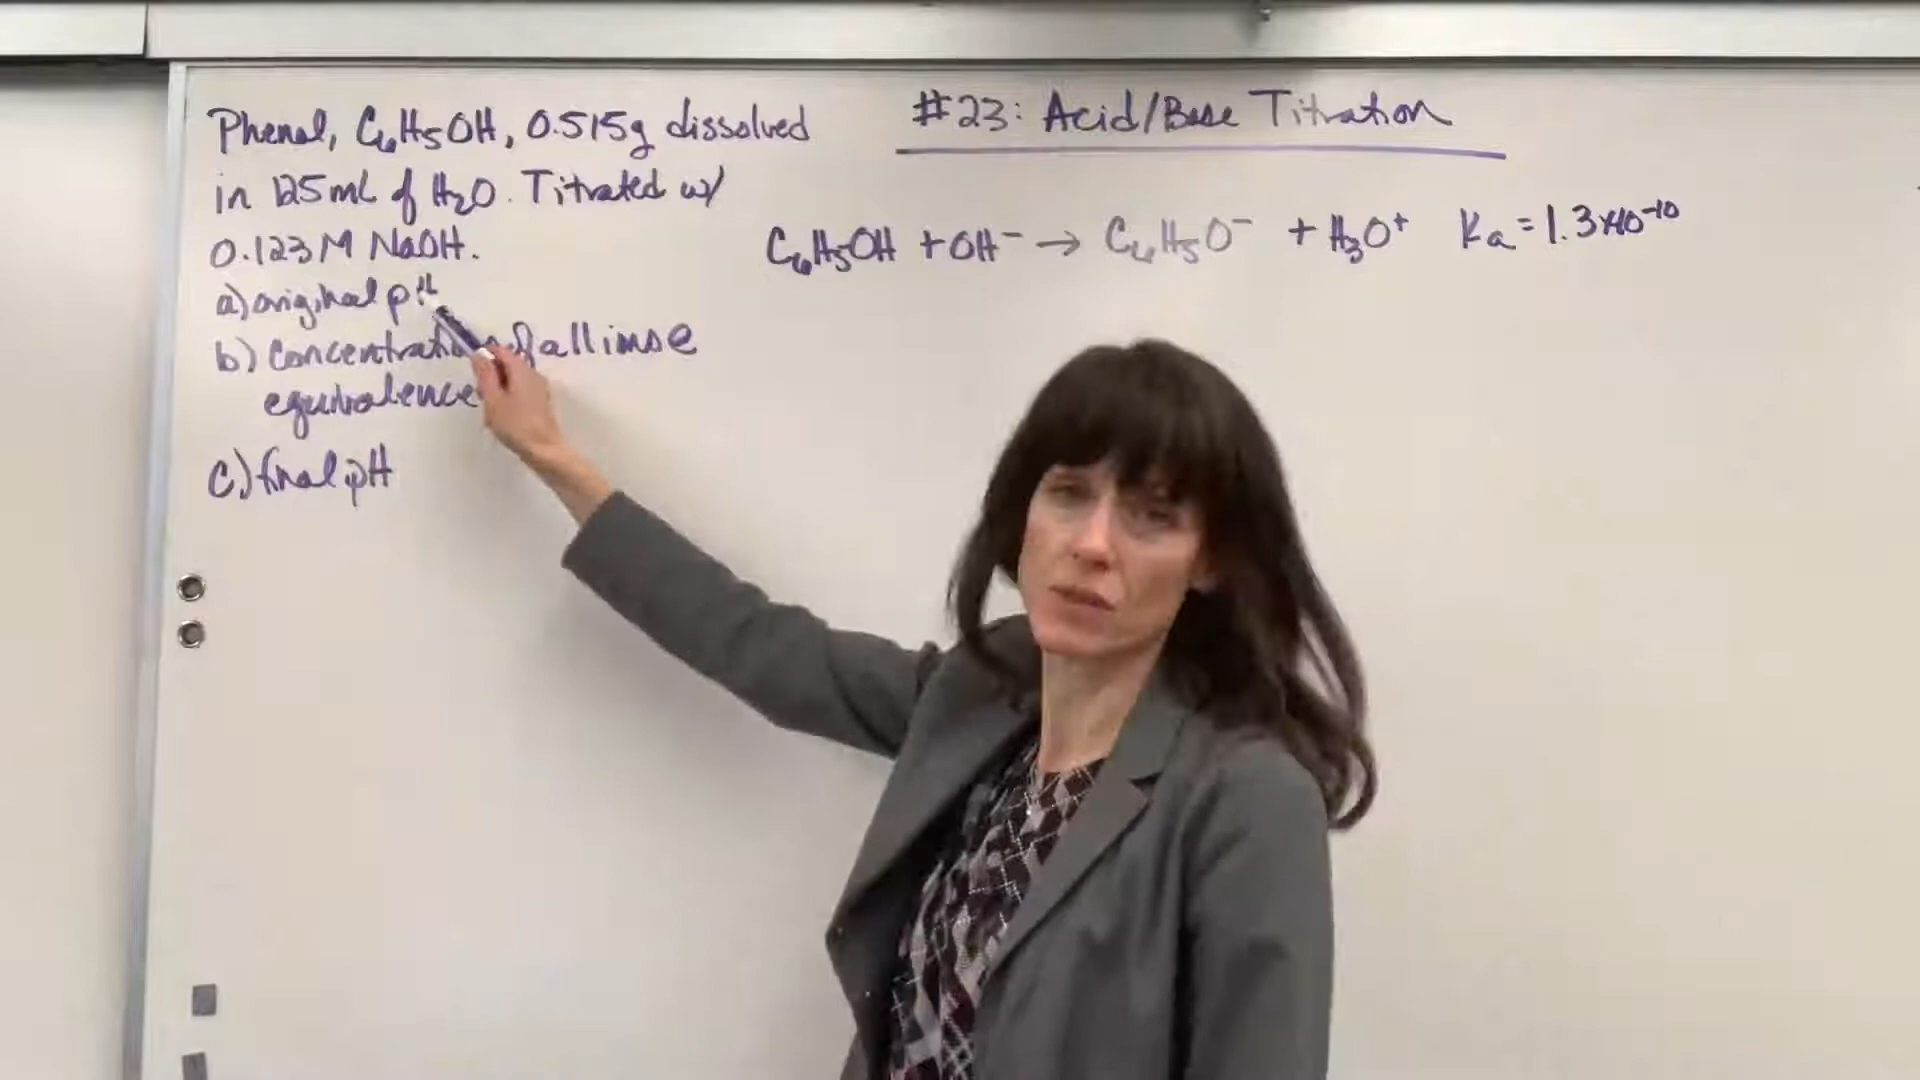 Phenol, C₆H₅OH, 0.515g dissolved
in 125mL of H₂O. Titrated w/
0.123M NaOH.
a) original pH
b) Concentration of all ions @
equivalence
c) final pH
#23: Acid/Base Titration
C₆H₅OH + OH⁻ → C₆H₅O⁻ + H₃O⁺ Ka = 1.3x10⁻¹⁰